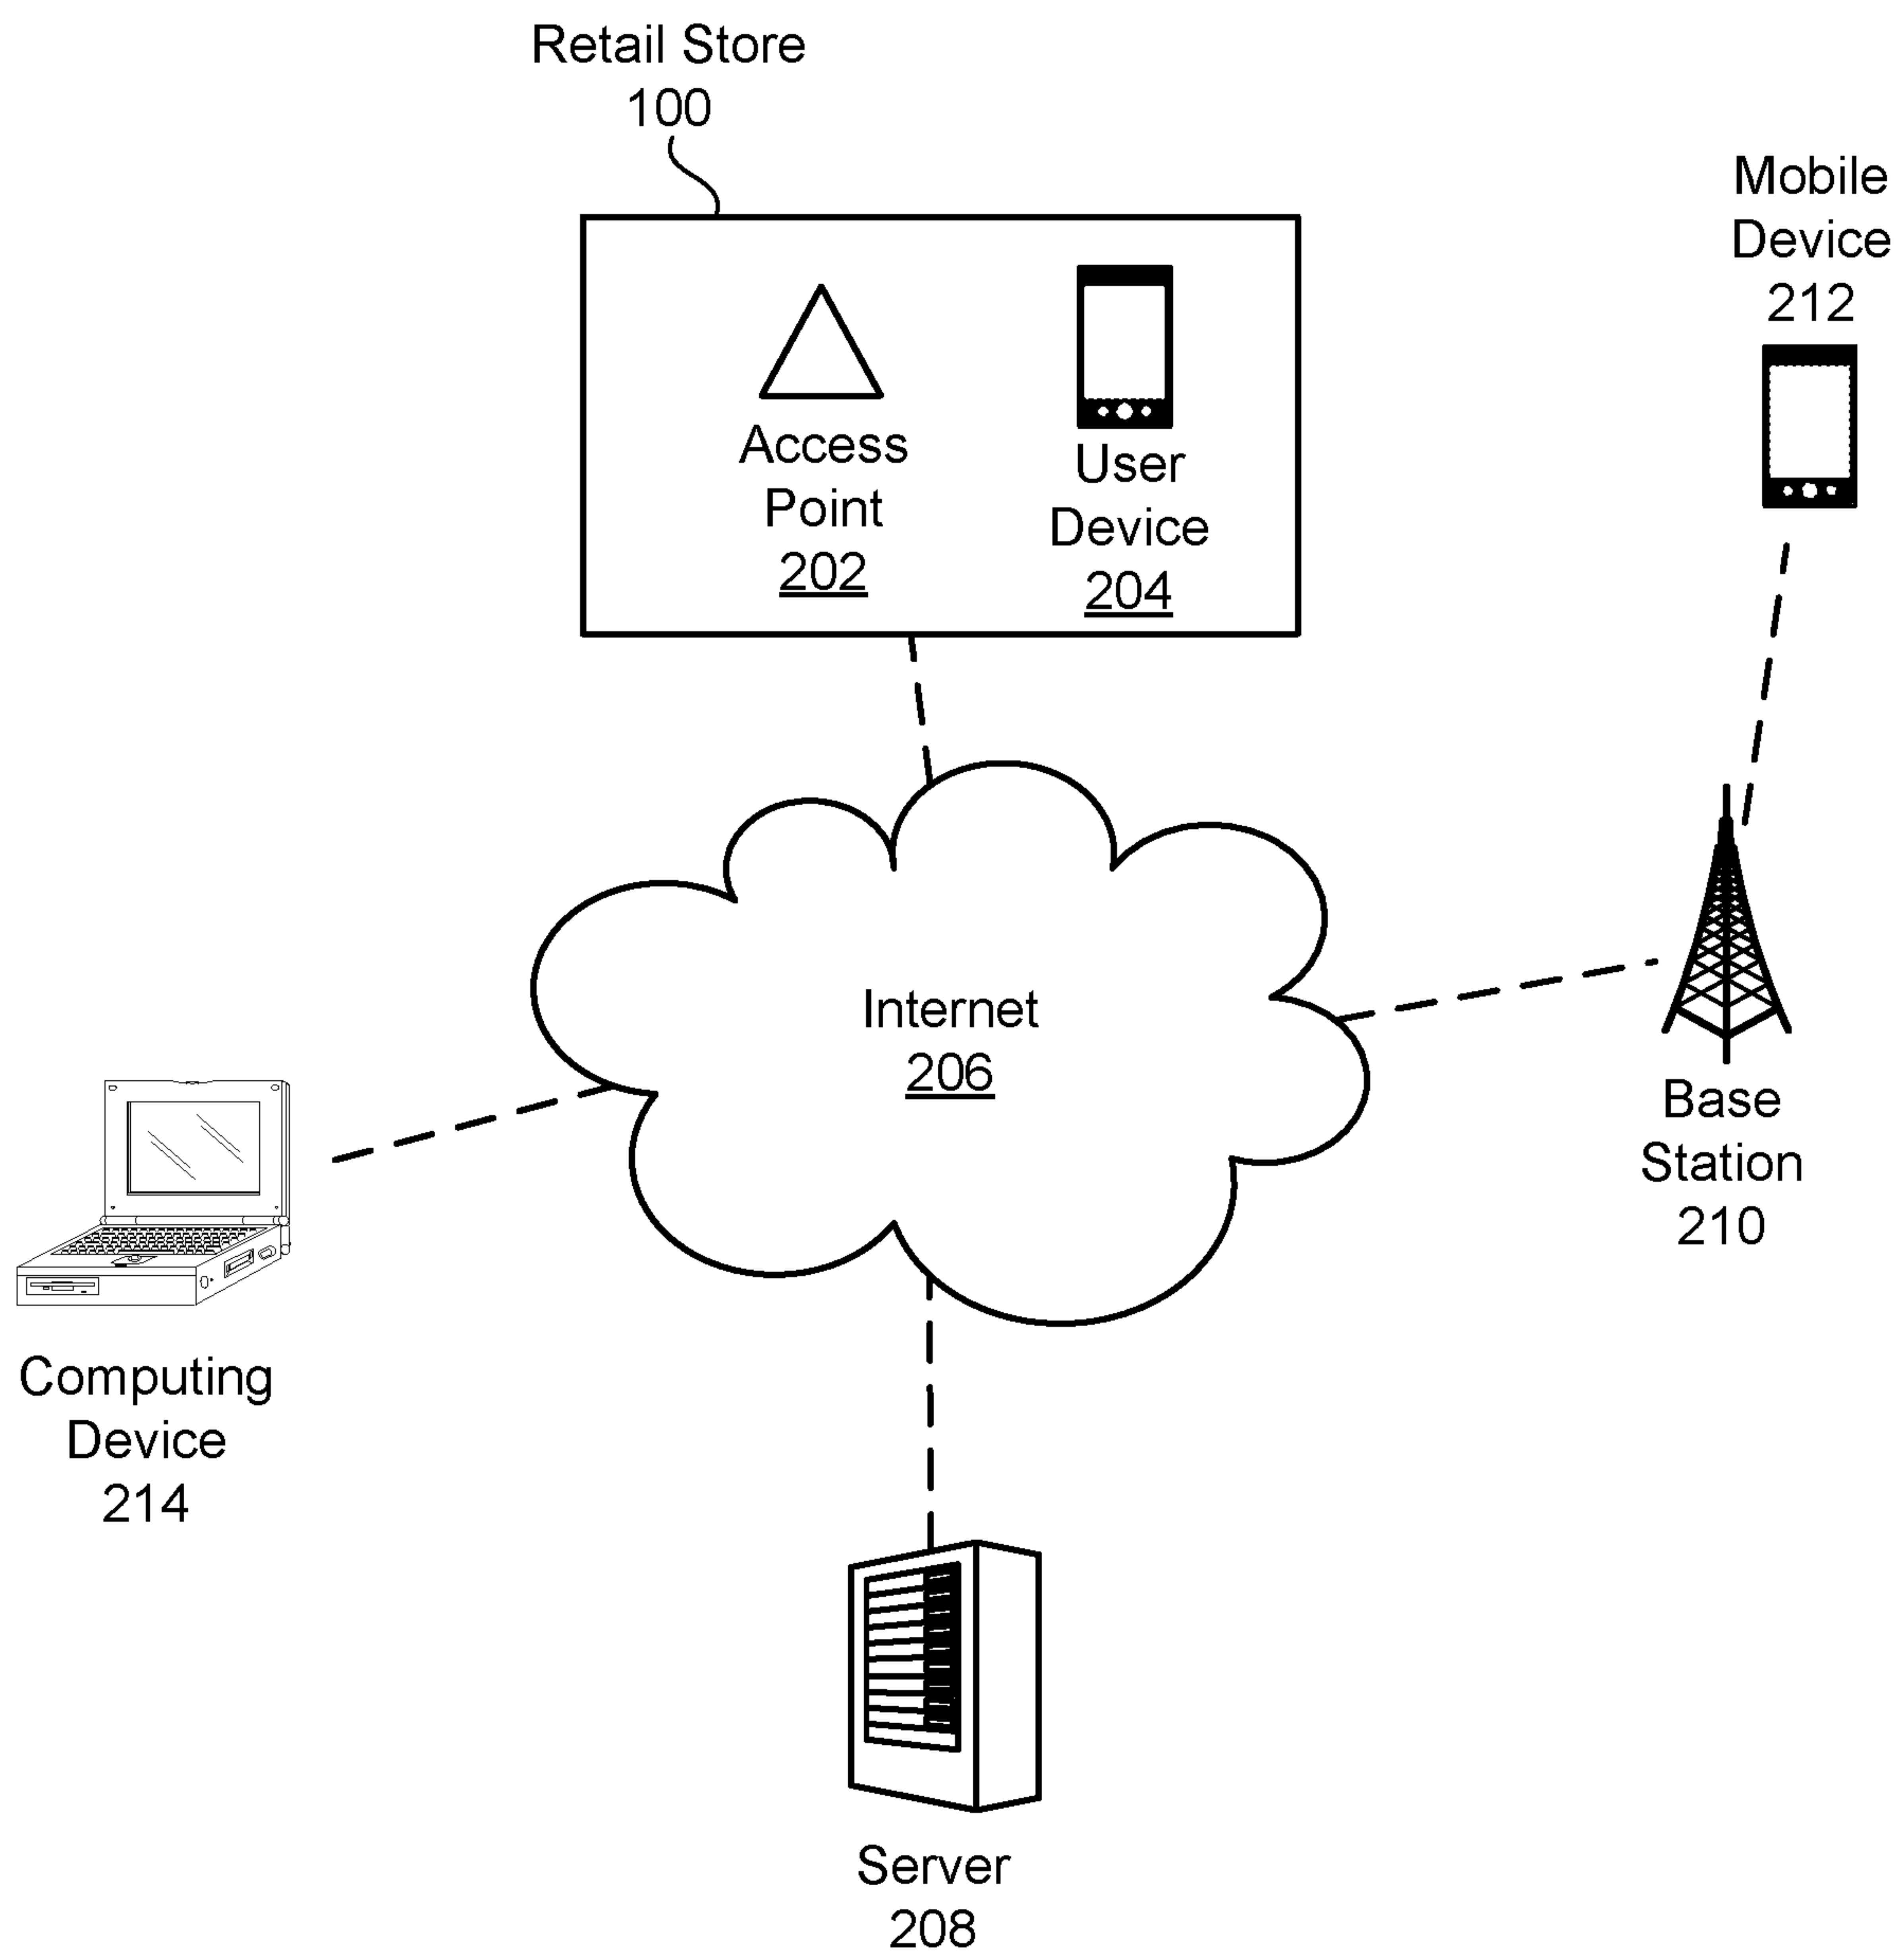 Retail Store
100
Mobile
Device
212
Access
Point
202
User
Device
204
Internet
206
Base
Station
210
Computing
Device
214
Server
208